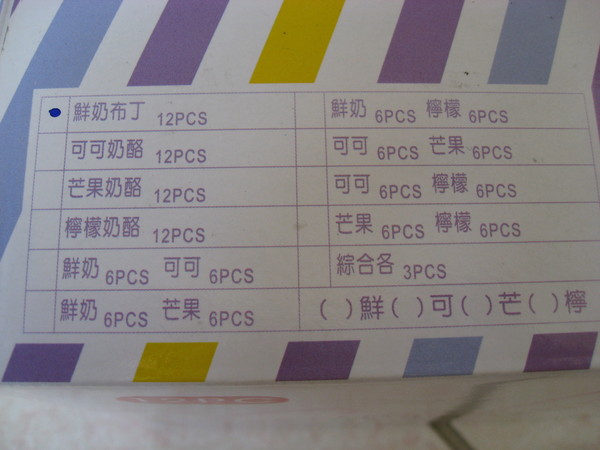 鮮奶布丁 12PCS
可可奶酪 12PCS
芒果奶酪 12PCS
檸檬奶酪 12PCS
鮮奶 6PCS 可可 6PCS
鮮奶 6PCS 芒果 6PCS
鮮奶 6PCS 檸檬 6PCS
可可 6PCS 芒果 6PCS
可可 6PCS 檸檬 6PCS
芒果 6PCS 檸檬 6PCS
綜合各 3PCS
( )鮮( )可( )芒( )檸